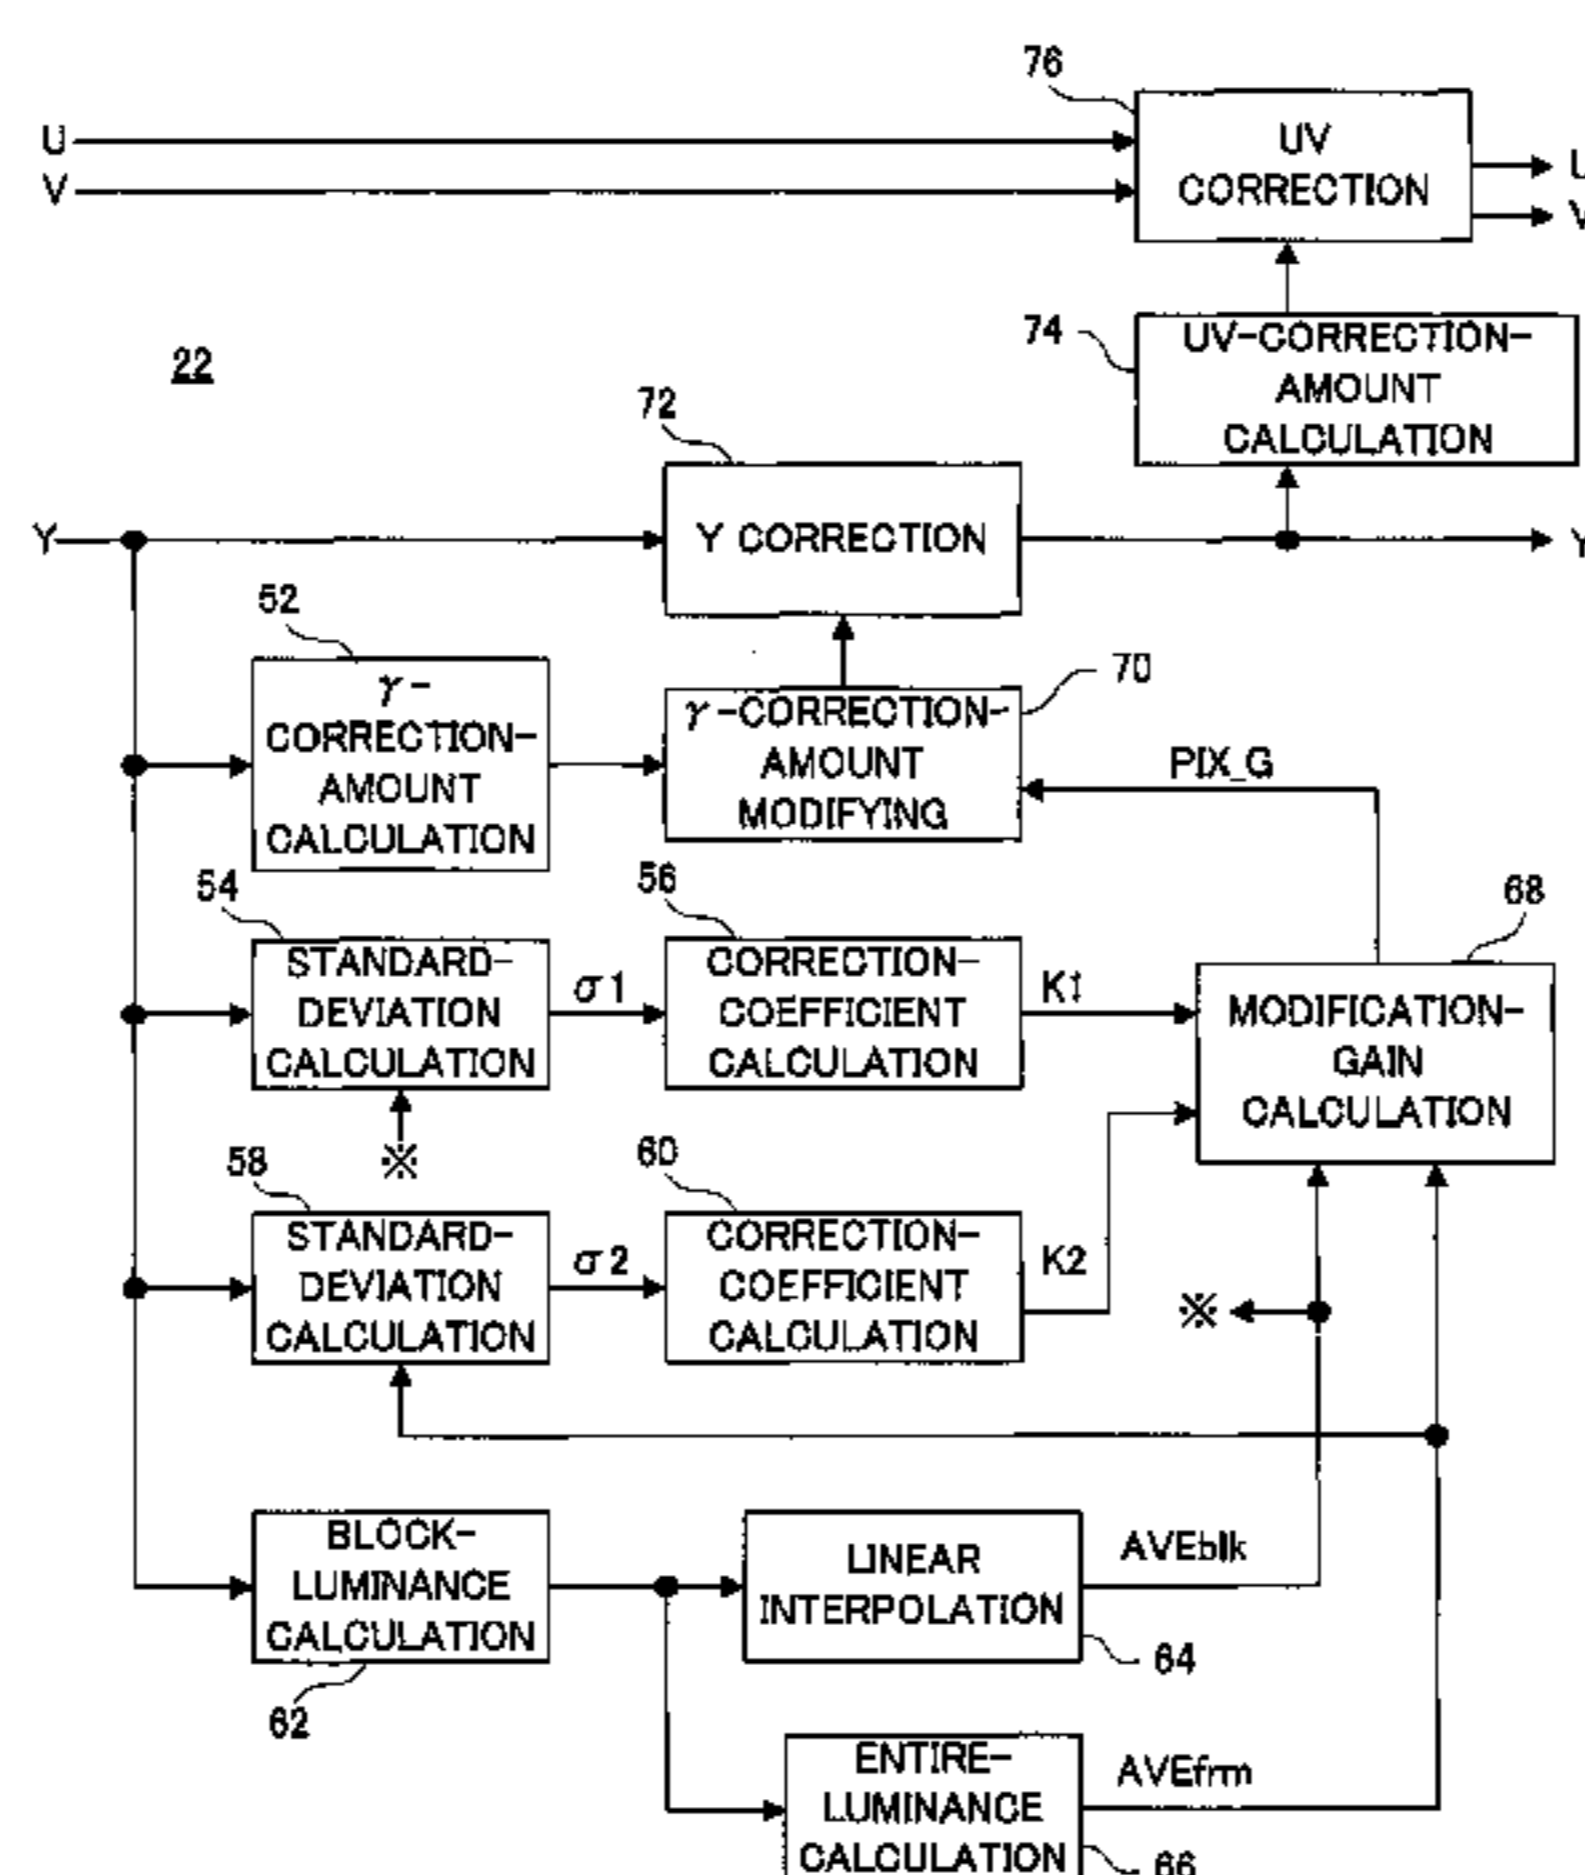 76
U
V
UV
CORRECTION
U
V
74
UV-CORRECTION-
AMOUNT
CALCULATION
22
72
Y
Y CORRECTION
Y
52
γ-
CORRECTION-
AMOUNT
CALCULATION
70
γ-CORRECTION-
AMOUNT
MODIFYING
PIX_G
54
STANDARD-
DEVIATION
CALCULATION
σ1
56
CORRECTION-
COEFFICIENT
CALCULATION
K1
68
MODIFICATION-
GAIN
CALCULATION
※
58
STANDARD-
DEVIATION
CALCULATION
σ2
60
CORRECTION-
COEFFICIENT
CALCULATION
K2
※
BLOCK-
LUMINANCE
CALCULATION
62
LINEAR
INTERPOLATION
AVEblk
64
ENTIRE-
LUMINANCE
CALCULATION
AVEfrm
66